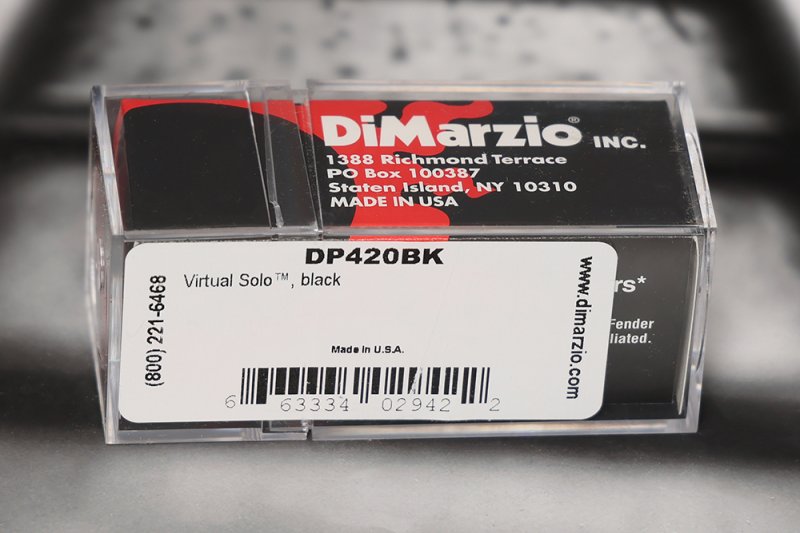 DiMarzio® INC.
1388 Richmond Terrace
PO Box 100387
Staten Island, NY 10310
MADE IN USA
DP420BK
Virtual Solo™, black
(800) 221-6468
www.dimarzio.com
Made In U.S.A.
6 63334 02942 2
rs*
Fender
liated.